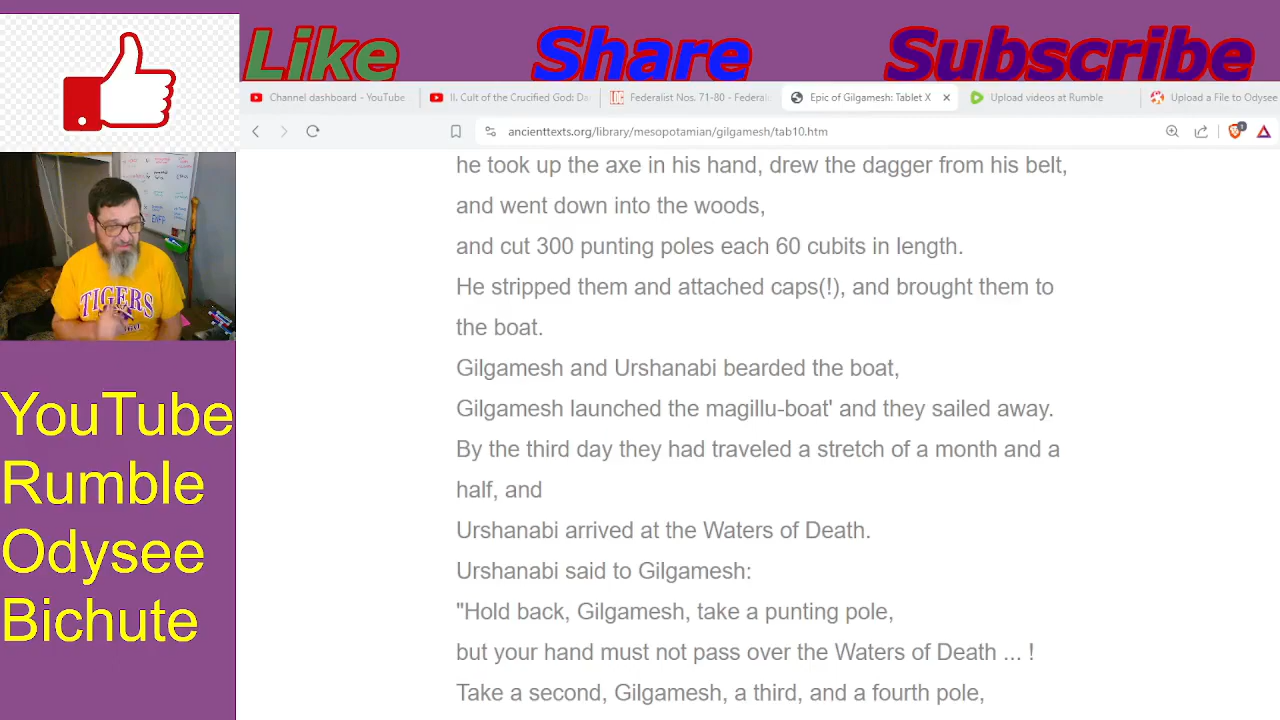 Like
Share
Subscribe
Channel dashboard - YouTube
II. Cult of the Crucified God: Da
Federalist Nos. 71-80 - Federal
Epic of Gilgamesh: Tablet X
Upload videos at Rumble
Upload a File to Odysee
ancienttexts.org/library/mesopotamian/gilgamesh/tab10.htm
1
he took up the axe in his hand, drew the dagger from his belt,
and went down into the woods,
and cut 300 punting poles each 60 cubits in length.
He stripped them and attached caps(!), and brought them to
the boat.
Gilgamesh and Urshanabi bearded the boat,
Gilgamesh launched the magillu-boat' and they sailed away.
By the third day they had traveled a stretch of a month and a
half, and
Urshanabi arrived at the Waters of Death.
Urshanabi said to Gilgamesh:
"Hold back, Gilgamesh, take a punting pole,
but your hand must not pass over the Waters of Death ... !
Take a second, Gilgamesh, a third, and a fourth pole,
TIGERS
YouTube
Rumble
Odysee
Bichute